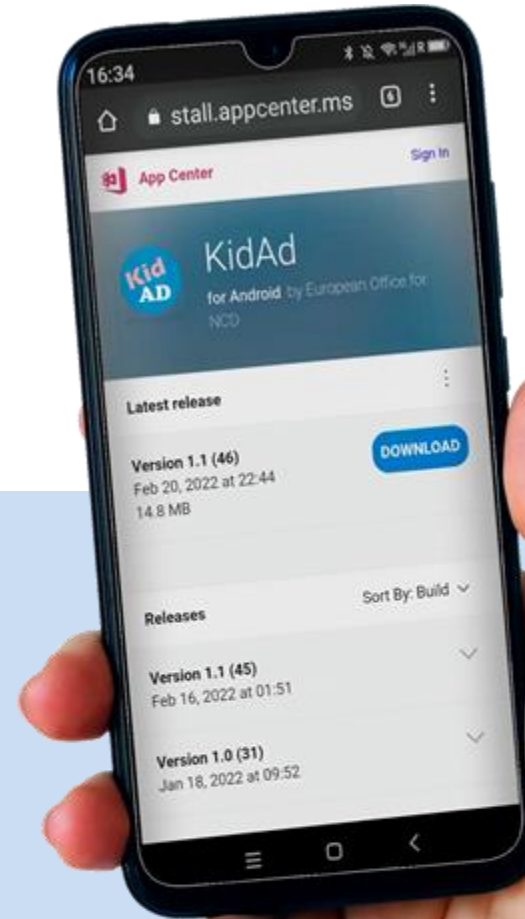 16:34
stall.appcenter.ms
6
App Center
Sign In
Kid
AD
KidAd
for Android by European Office for
NCD
Latest release
Version 1.1 (46)
Feb 20, 2022 at 22:44
14.8 MB
DOWNLOAD
Releases
Sort By: Build
Version 1.1 (45)
Feb 16, 2022 at 01:51
Version 1.0 (31)
Jan 18, 2022 at 09:52